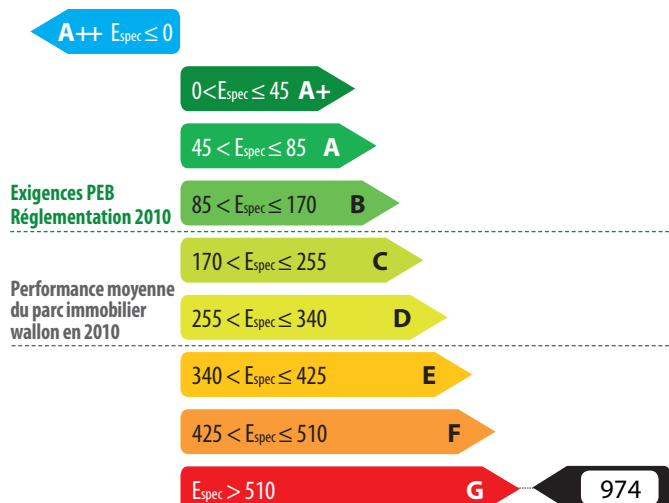 A++ Espec ≤ 0
0<Espec ≤ 45 A+
45 < Espec ≤ 85 A
Exigences PEB
Réglementation 2010
85 < Espec ≤ 170 B
170 < Espec ≤ 255 C
Performance moyenne
du parc immobilier
wallon en 2010
255 < Espec ≤ 340 D
340 < Espec ≤ 425 E
425 < Espec ≤ 510 F
Espec > 510 G 974